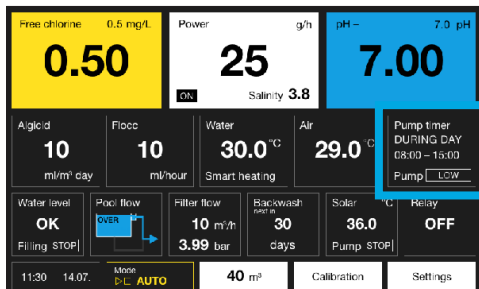 Free chlorine 0.5 mg/L
0.50
Power g/h
25
ON Salinity 3.8
pH – 7.0 pH
7.00
Algicid
10
ml/m³ day
Flocc
10
ml/hour
Water
30.0 °C
Smart heating
Air
29.0 °C
Pump timer
DURING DAY
08:00 – 15:00
Pump LOW
Water level
OK
Filling STOP
Pool flow
OVER
Filter flow
10 m³/h
3.99 bar
Backwash
next in
30
days
Solar °C
36.0
Pump STOP
Relay
OFF
11:30 14.07.
Mode
AUTO
40 m³
Calibration
Settings